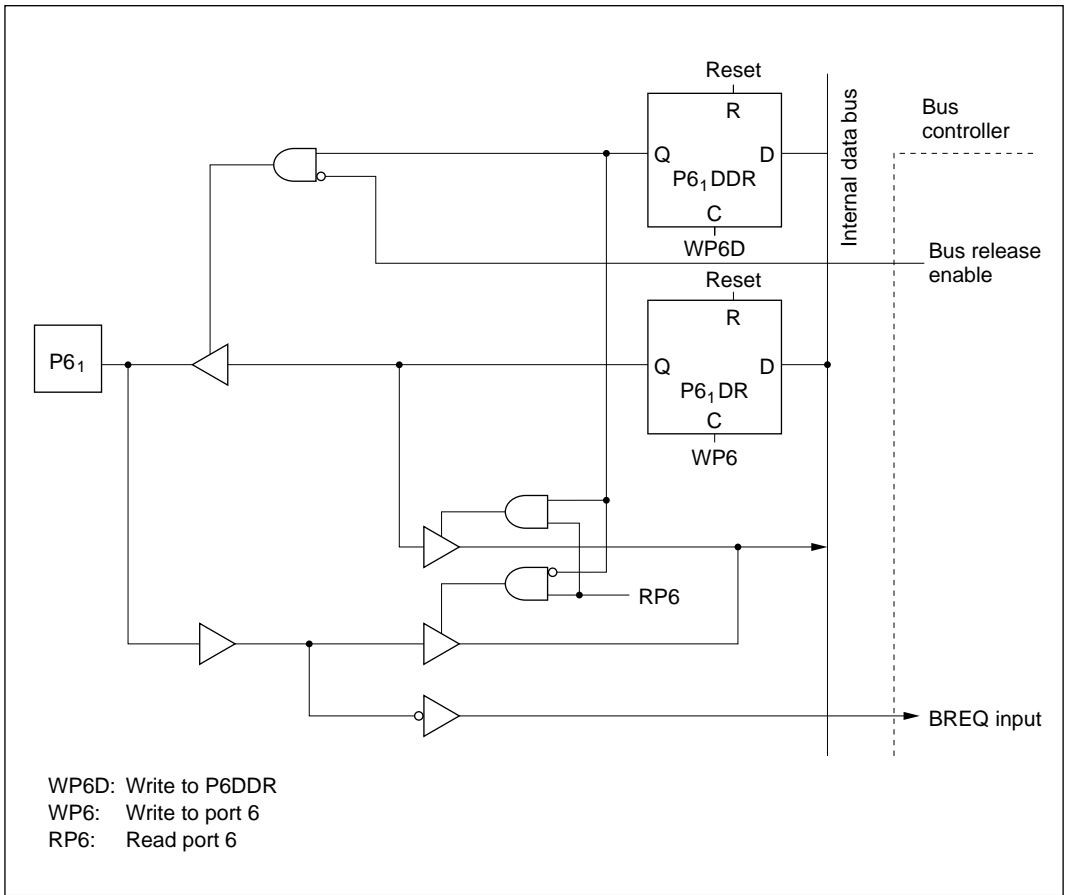 Reset
R
Q
D
P6₁DDR
C
WP6D
Internal data bus
Bus
controller
Bus release
enable
Reset
R
P6₁
Q
D
P6₁DR
C
WP6
RP6
BREQ input
WP6D: Write to P6DDR
WP6: Write to port 6
RP6: Read port 6